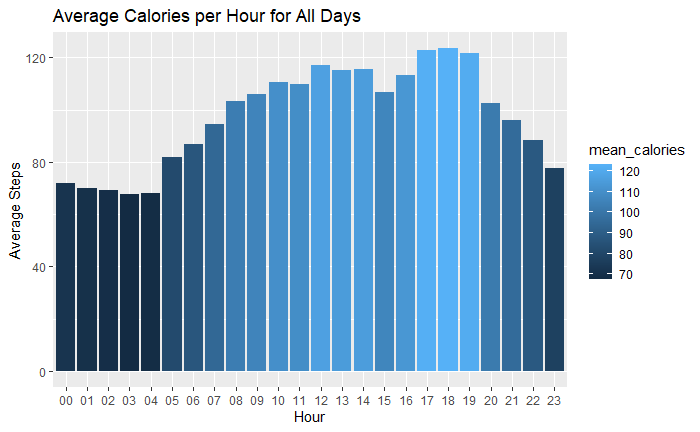 Average Calories per Hour for All Days
Average Steps
120
80
40
0
00 01 02 03 04 05 06 07 08 09 10 11 12 13 14 15 16 17 18 19 20 21 22 23
Hour
mean_calories
120
110
100
90
80
70